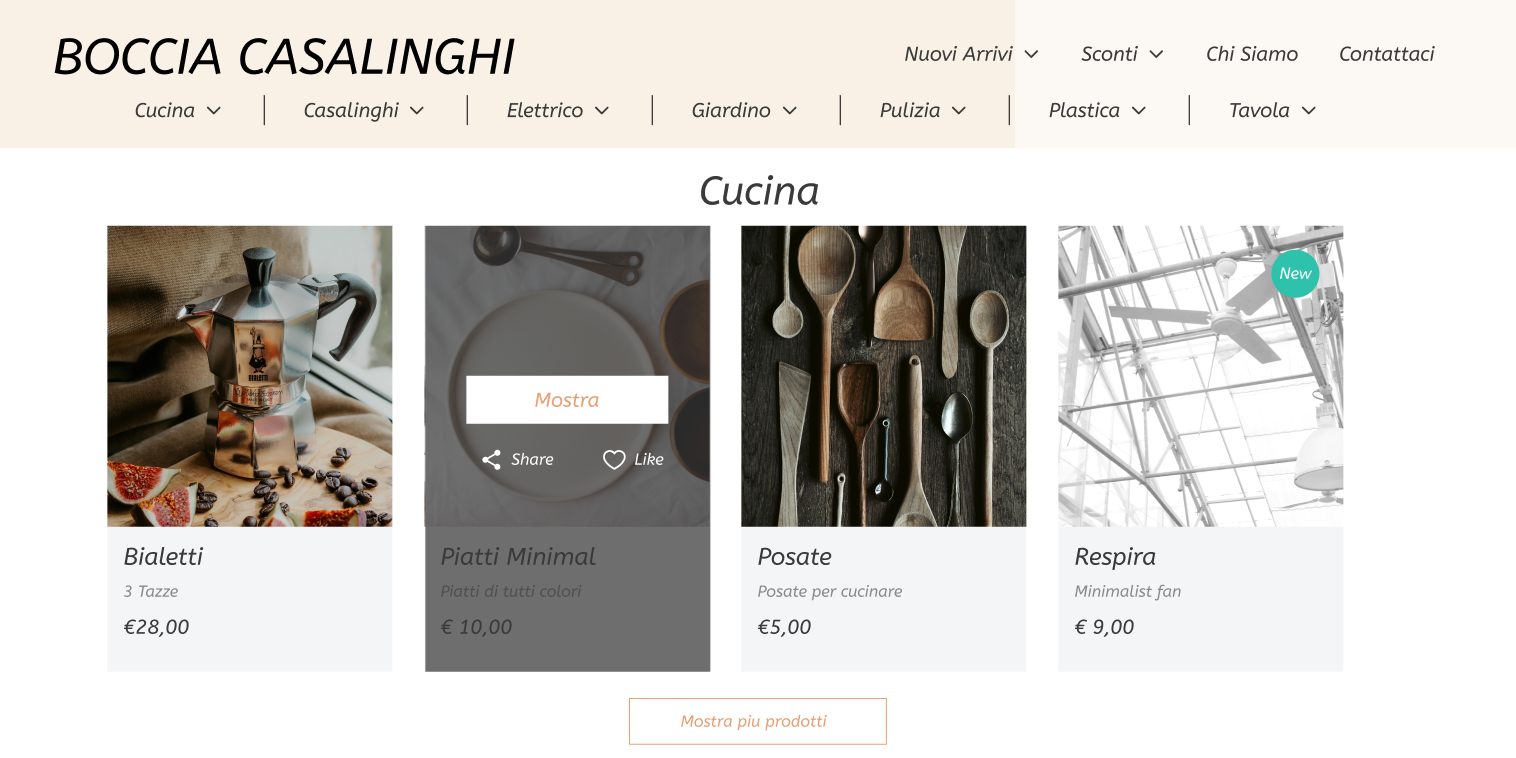 BOCCIA CASALINGHI
Nuovi Arrivi Sconti Chi Siamo Contattaci
Cucina Casalinghi Elettrico Giardino Pulizia Plastica Tavola
Cucina
New
BIALETTI
Mostra
Share Like
Bialetti Piatti Minimal Posate Respira
3 Tazze Piatti di tutti colori Posate per cucinare Minimalist fan
€28,00 € 10,00 €5,00 € 9,00
Mostra piu prodotti